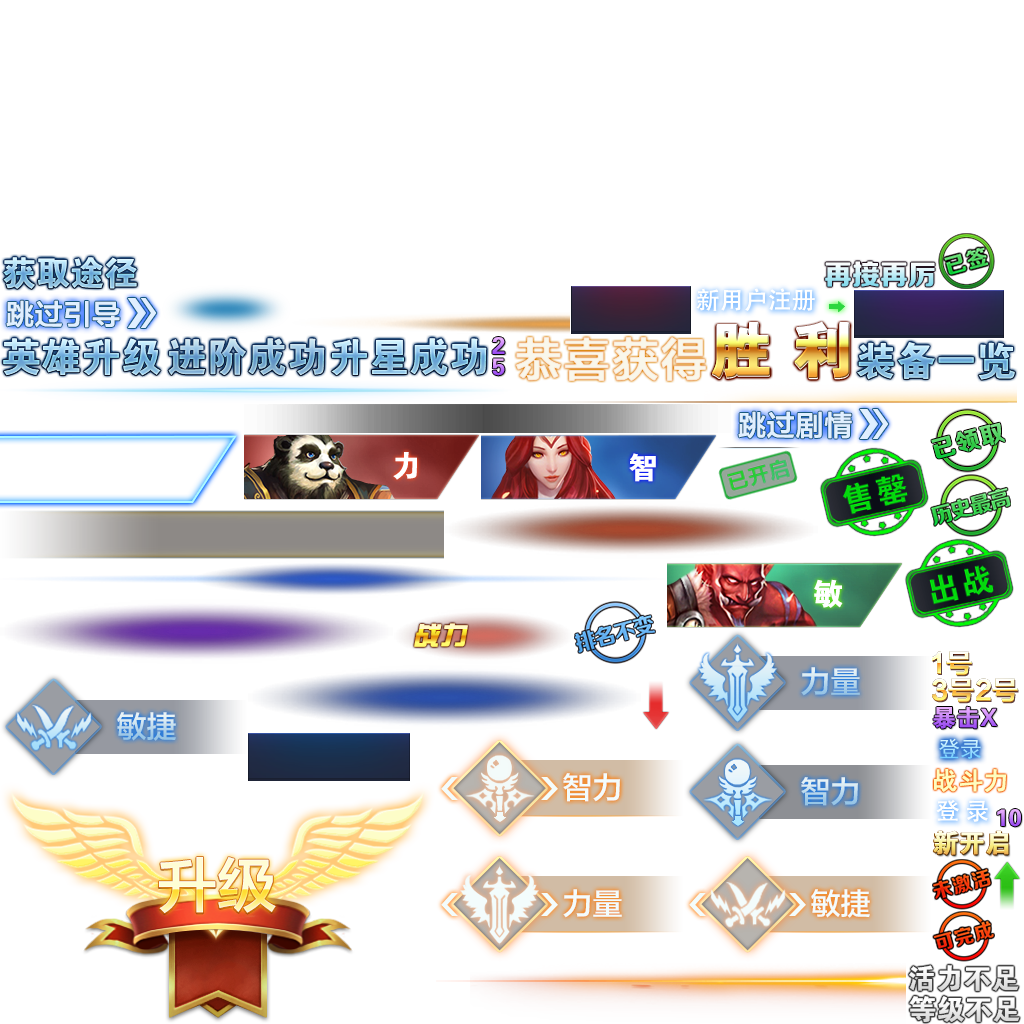 获取途径
再接再厉
已签
跳过引导
新用户注册
英雄升级
进阶成功
升星成功
25
恭喜获得
胜 利
装备一览
跳过剧情
已领取
力
智
已开启
售罄
历史最高
敏
出战
战力
排名不变
力量
1号
3号2号
暴击X
敏捷
登录
智力
智力
战斗力
登录
10
新开启
升级
力量
敏捷
未激活
可完成
活力不足
等级不足